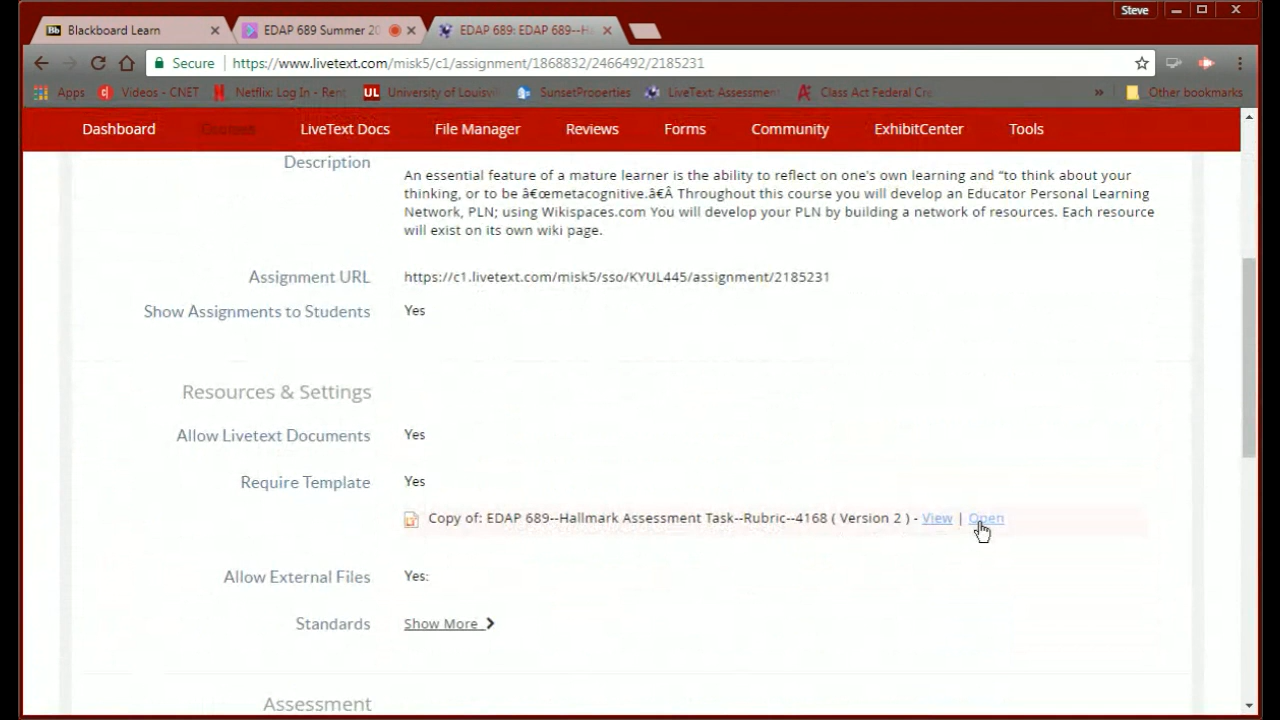 Steve
Blackboard Learn
EDAP 689 Summer 20
EDAP 689: EDAP 689--H
Secure
https://www.livetext.com/misk5/c1/assignment/1868832/2466492/2185231
Apps
Videos - CNET
Netflix: Log In - Rent
UL University of Louisvi
SunsetProperties
LiveText: Assessment
Class Act Federal Cre
»
Other bookmarks
Dashboard
Courses
LiveText Docs
File Manager
Reviews
Forms
Community
ExhibitCenter
Tools
Description
An essential feature of a mature learner is the ability to reflect on one's own learning and “to think about your
thinking, or to be â€œmetacognitive.â€Â Throughout this course you will develop an Educator Personal Learning
Network, PLN; using Wikispaces.com You will develop your PLN by building a network of resources. Each resource
will exist on its own wiki page.
Assignment URL
https://c1.livetext.com/misk5/sso/KYUL445/assignment/2185231
Show Assignments to Students
Yes
Resources & Settings
Allow Livetext Documents
Yes
Require Template
Yes
Copy of: EDAP 689--Hallmark Assessment Task--Rubric--4168 ( Version 2 ) - View | Open
Allow External Files
Yes:
Standards
Show More
Assessment